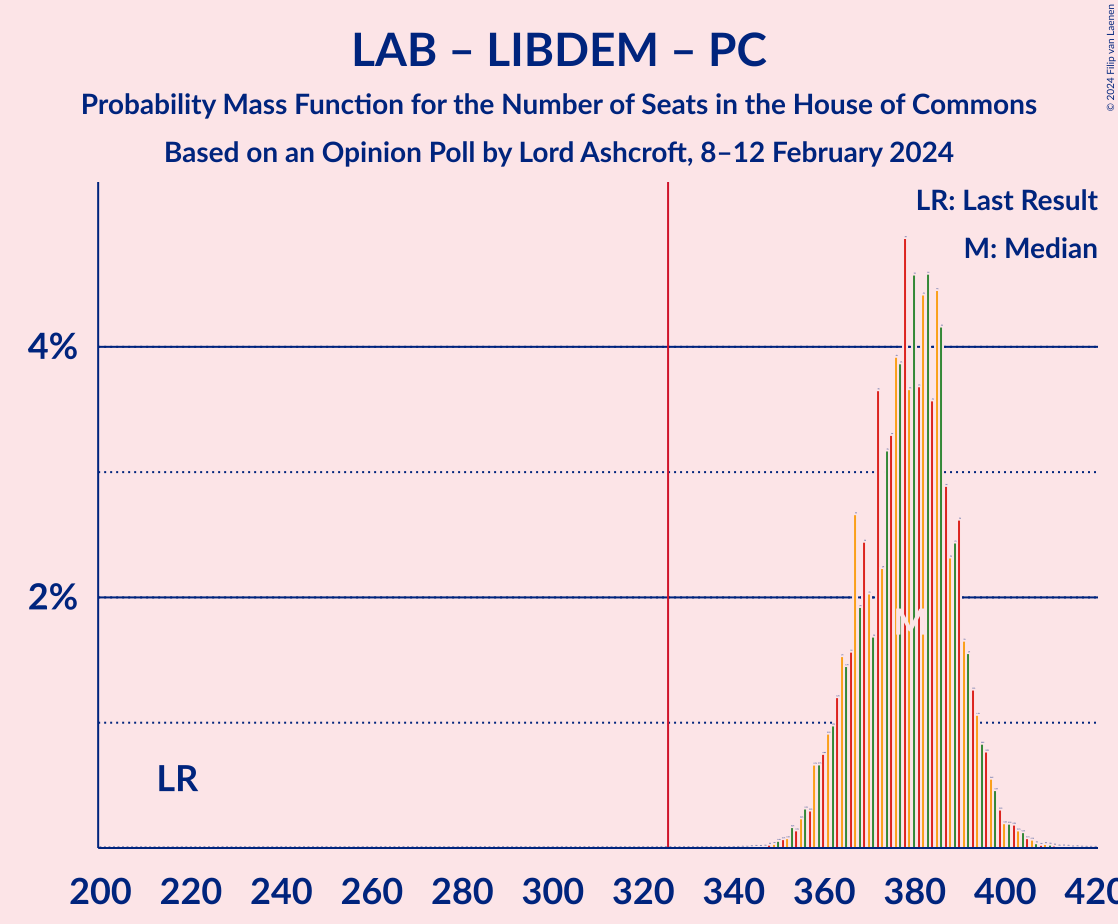 LAB – LIBDEM – PC
Probability Mass Function for the Number of Seats in the House of Commons
Based on an Opinion Poll by Lord Ashcroft, 8–12 February 2024
© 2024 Filip van Laenen
LR: Last Result
M: Median
4%
2%
M
LR
200 220 240 260 280 300 320 340 360 380 400 420